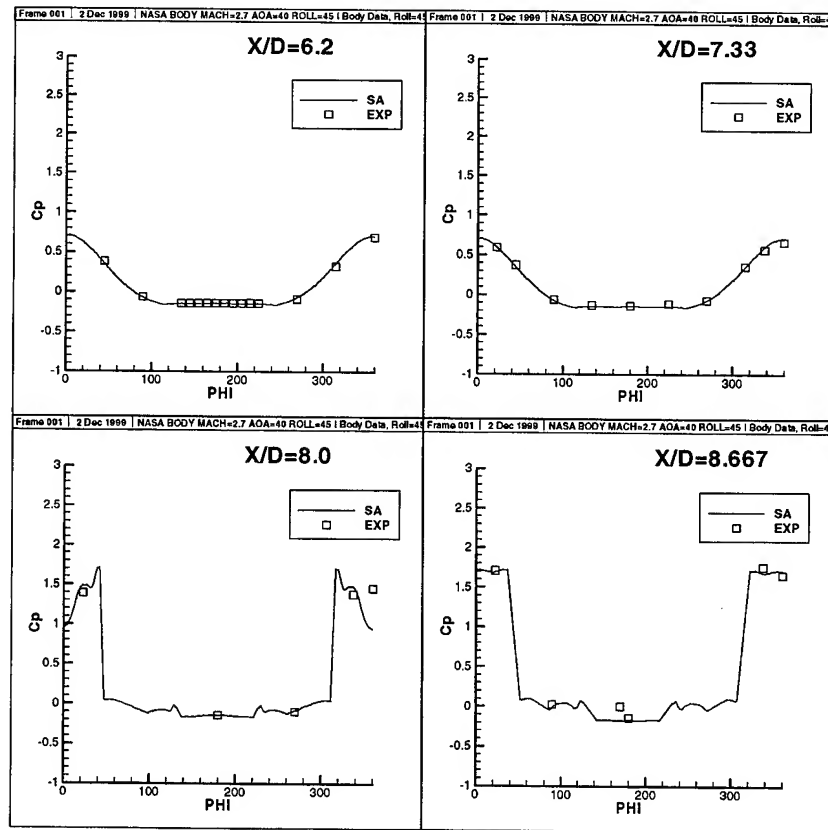 Frame 001 | 2 Dec 1999 | NASA BODY MACH=2.7 AOA=40 ROLL=45 | Body Data, Roll=45
X/D=6.2
3
2.5
2
1.5
1
0.5
0
-0.5
-1
Cp
SA
EXP
0
100
200
300
PHI
Frame 001 | 2 Dec 1999 | NASA BODY MACH=2.7 AOA=40 ROLL=45 | Body Data, Roll=4
X/D=7.33
3
2.5
2
1.5
1
0.5
0
-0.5
-1
Cp
SA
EXP
0
100
200
300
PHI
Frame 001 | 2 Dec 1999 | NASA BODY MACH=2.7 AOA=40 ROLL=45 | Body Data, Roll=45
X/D=8.0
3
2.5
2
1.5
1
0.5
0
-0.5
-1
Cp
SA
EXP
0
100
200
300
PHI
Frame 001 | 2 Dec 1999 | NASA BODY MACH=2.7 AOA=40 ROLL=45 | Body Data, Roll=4
X/D=8.667
3
2.5
2
1.5
1
0.5
0
-0.5
-1
Cp
SA
EXP
0
100
200
300
PHI